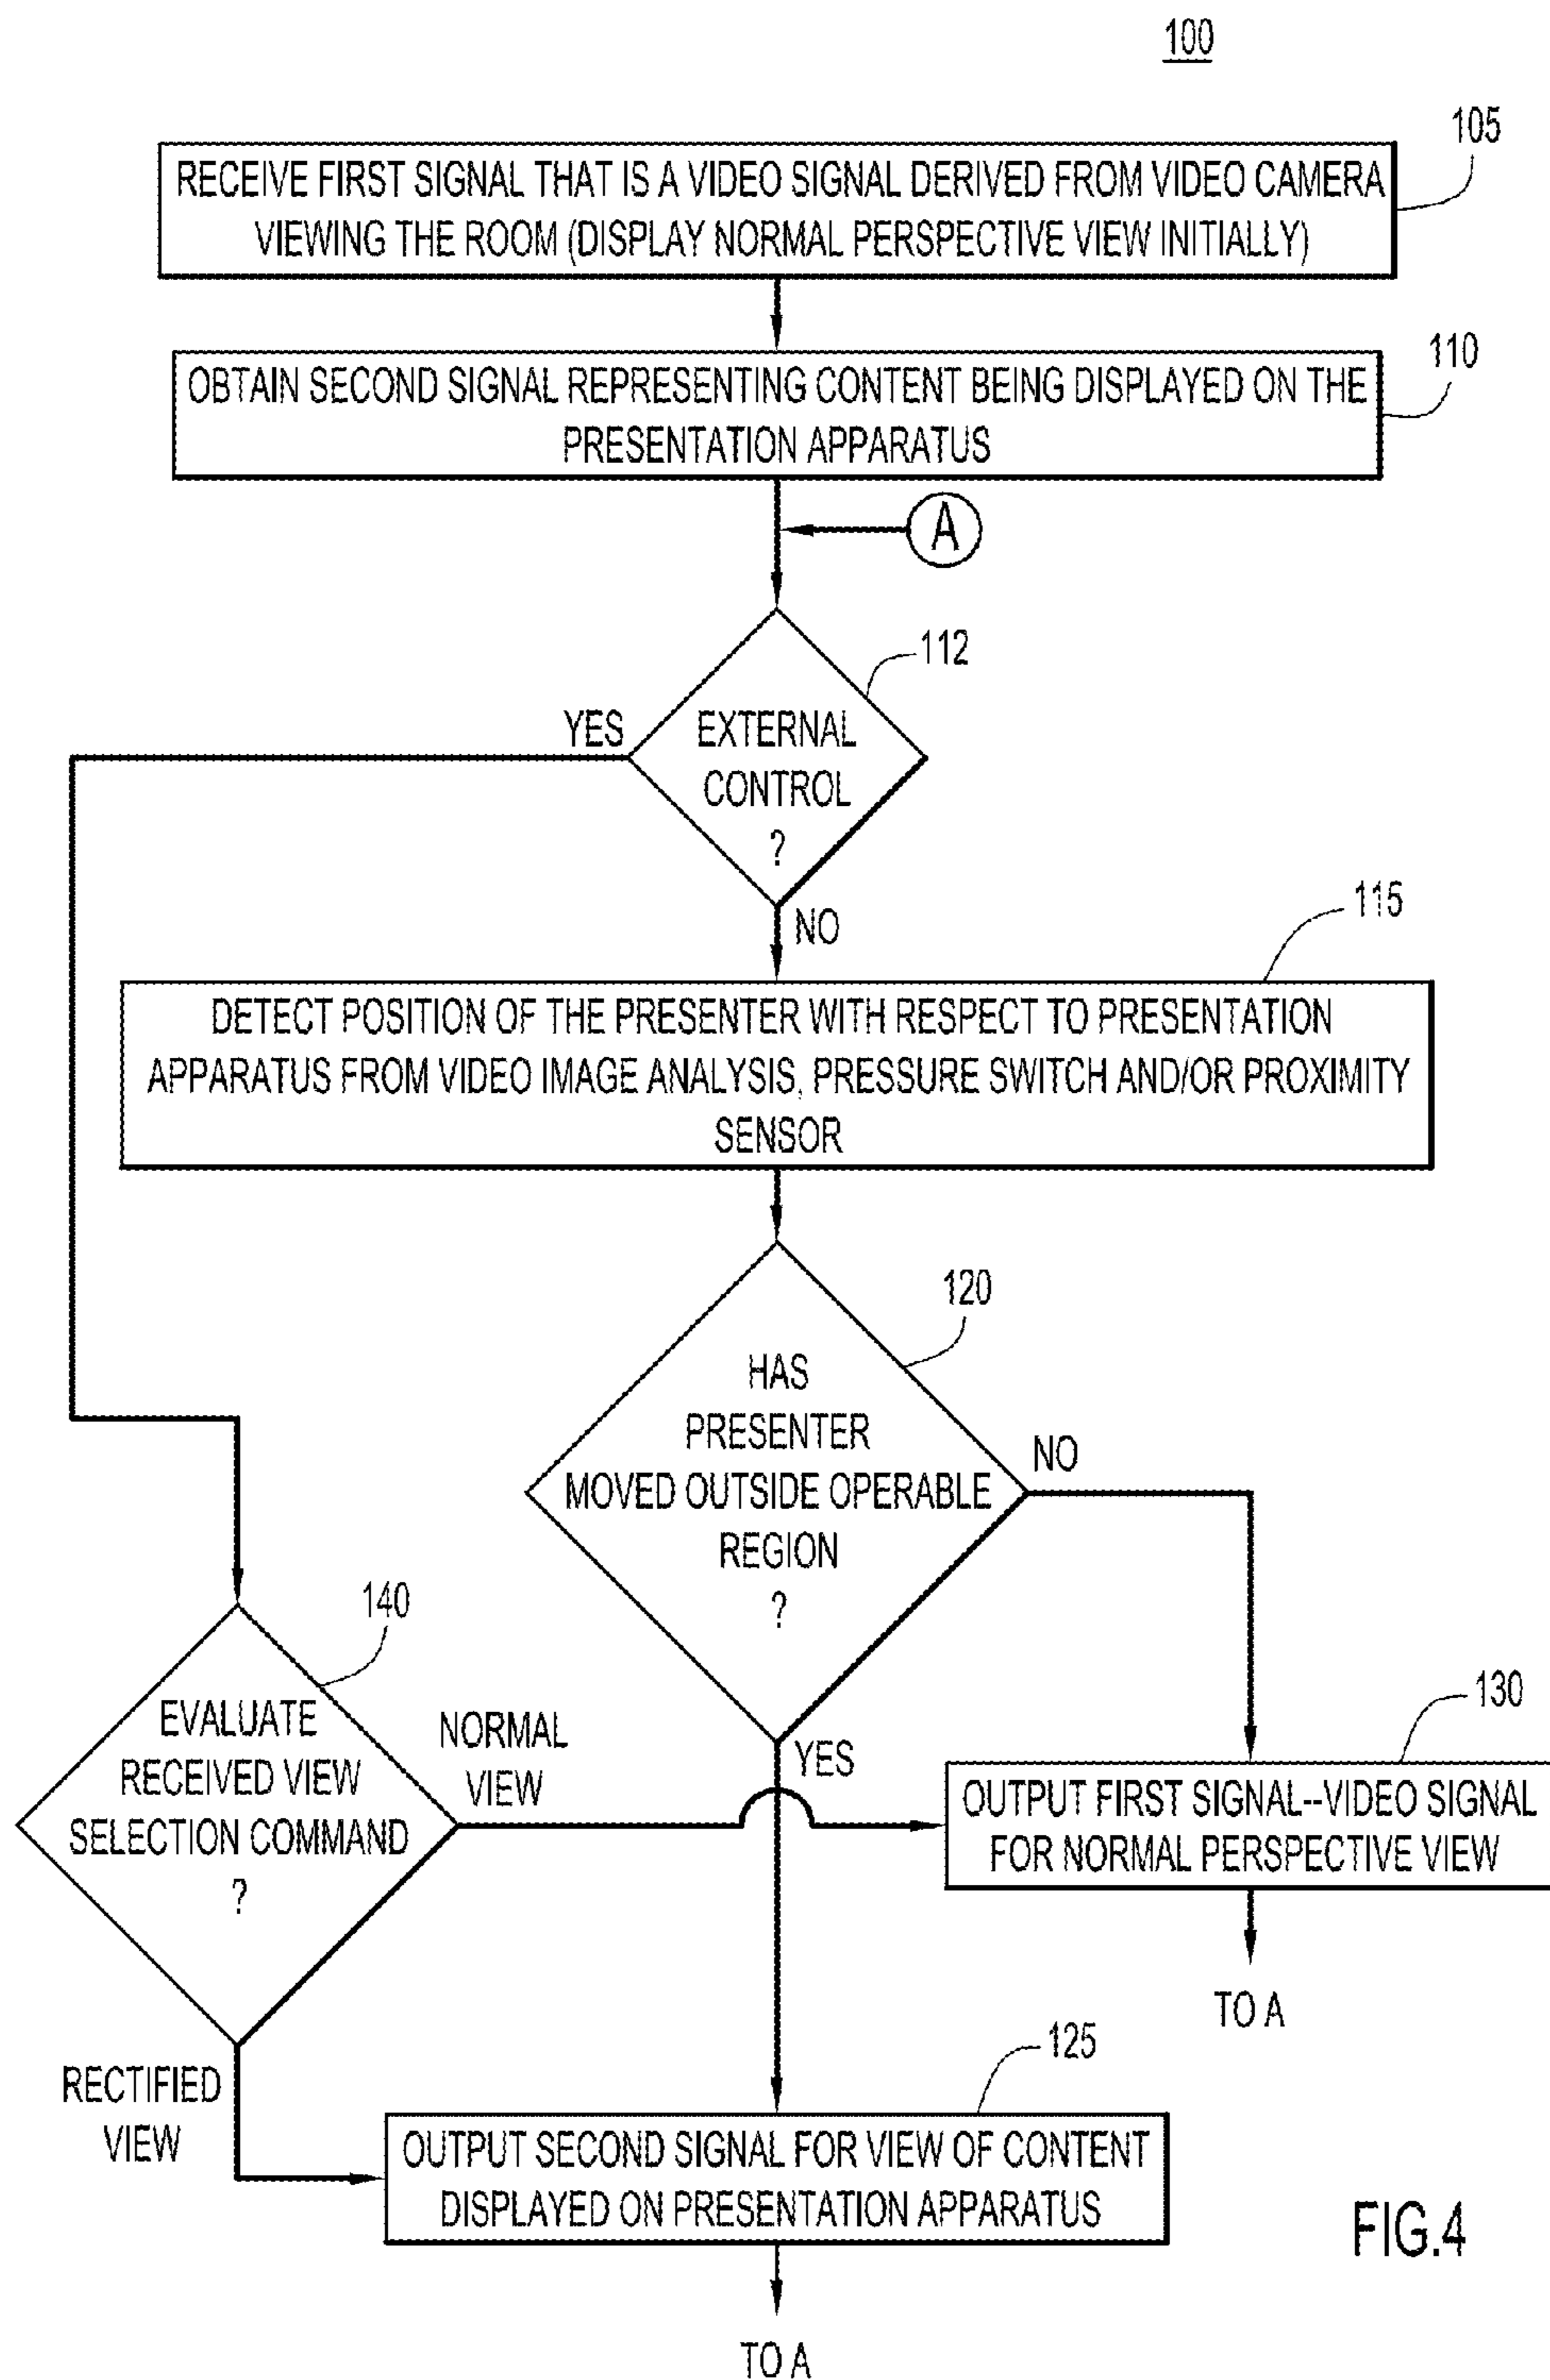 100
105
RECEIVE FIRST SIGNAL THAT IS A VIDEO SIGNAL DERIVED FROM VIDEO CAMERA
VIEWING THE ROOM (DISPLAY NORMAL PERSPECTIVE VIEW INITIALLY)
110
OBTAIN SECOND SIGNAL REPRESENTING CONTENT BEING DISPLAYED ON THE
PRESENTATION APPARATUS
A
112
YES
EXTERNAL
CONTROL
?
NO
115
DETECT POSITION OF THE PRESENTER WITH RESPECT TO PRESENTATION
APPARATUS FROM VIDEO IMAGE ANALYSIS, PRESSURE SWITCH AND/OR PROXIMITY
SENSOR
120
HAS
PRESENTER
MOVED OUTSIDE OPERABLE
REGION
?
NO
YES
140
EVALUATE
RECEIVED VIEW
SELECTION COMMAND
?
NORMAL
VIEW
130
OUTPUT FIRST SIGNAL--VIDEO SIGNAL
FOR NORMAL PERSPECTIVE VIEW
TO A
RECTIFIED
VIEW
125
OUTPUT SECOND SIGNAL FOR VIEW OF CONTENT
DISPLAYED ON PRESENTATION APPARATUS
TO A
FIG.4